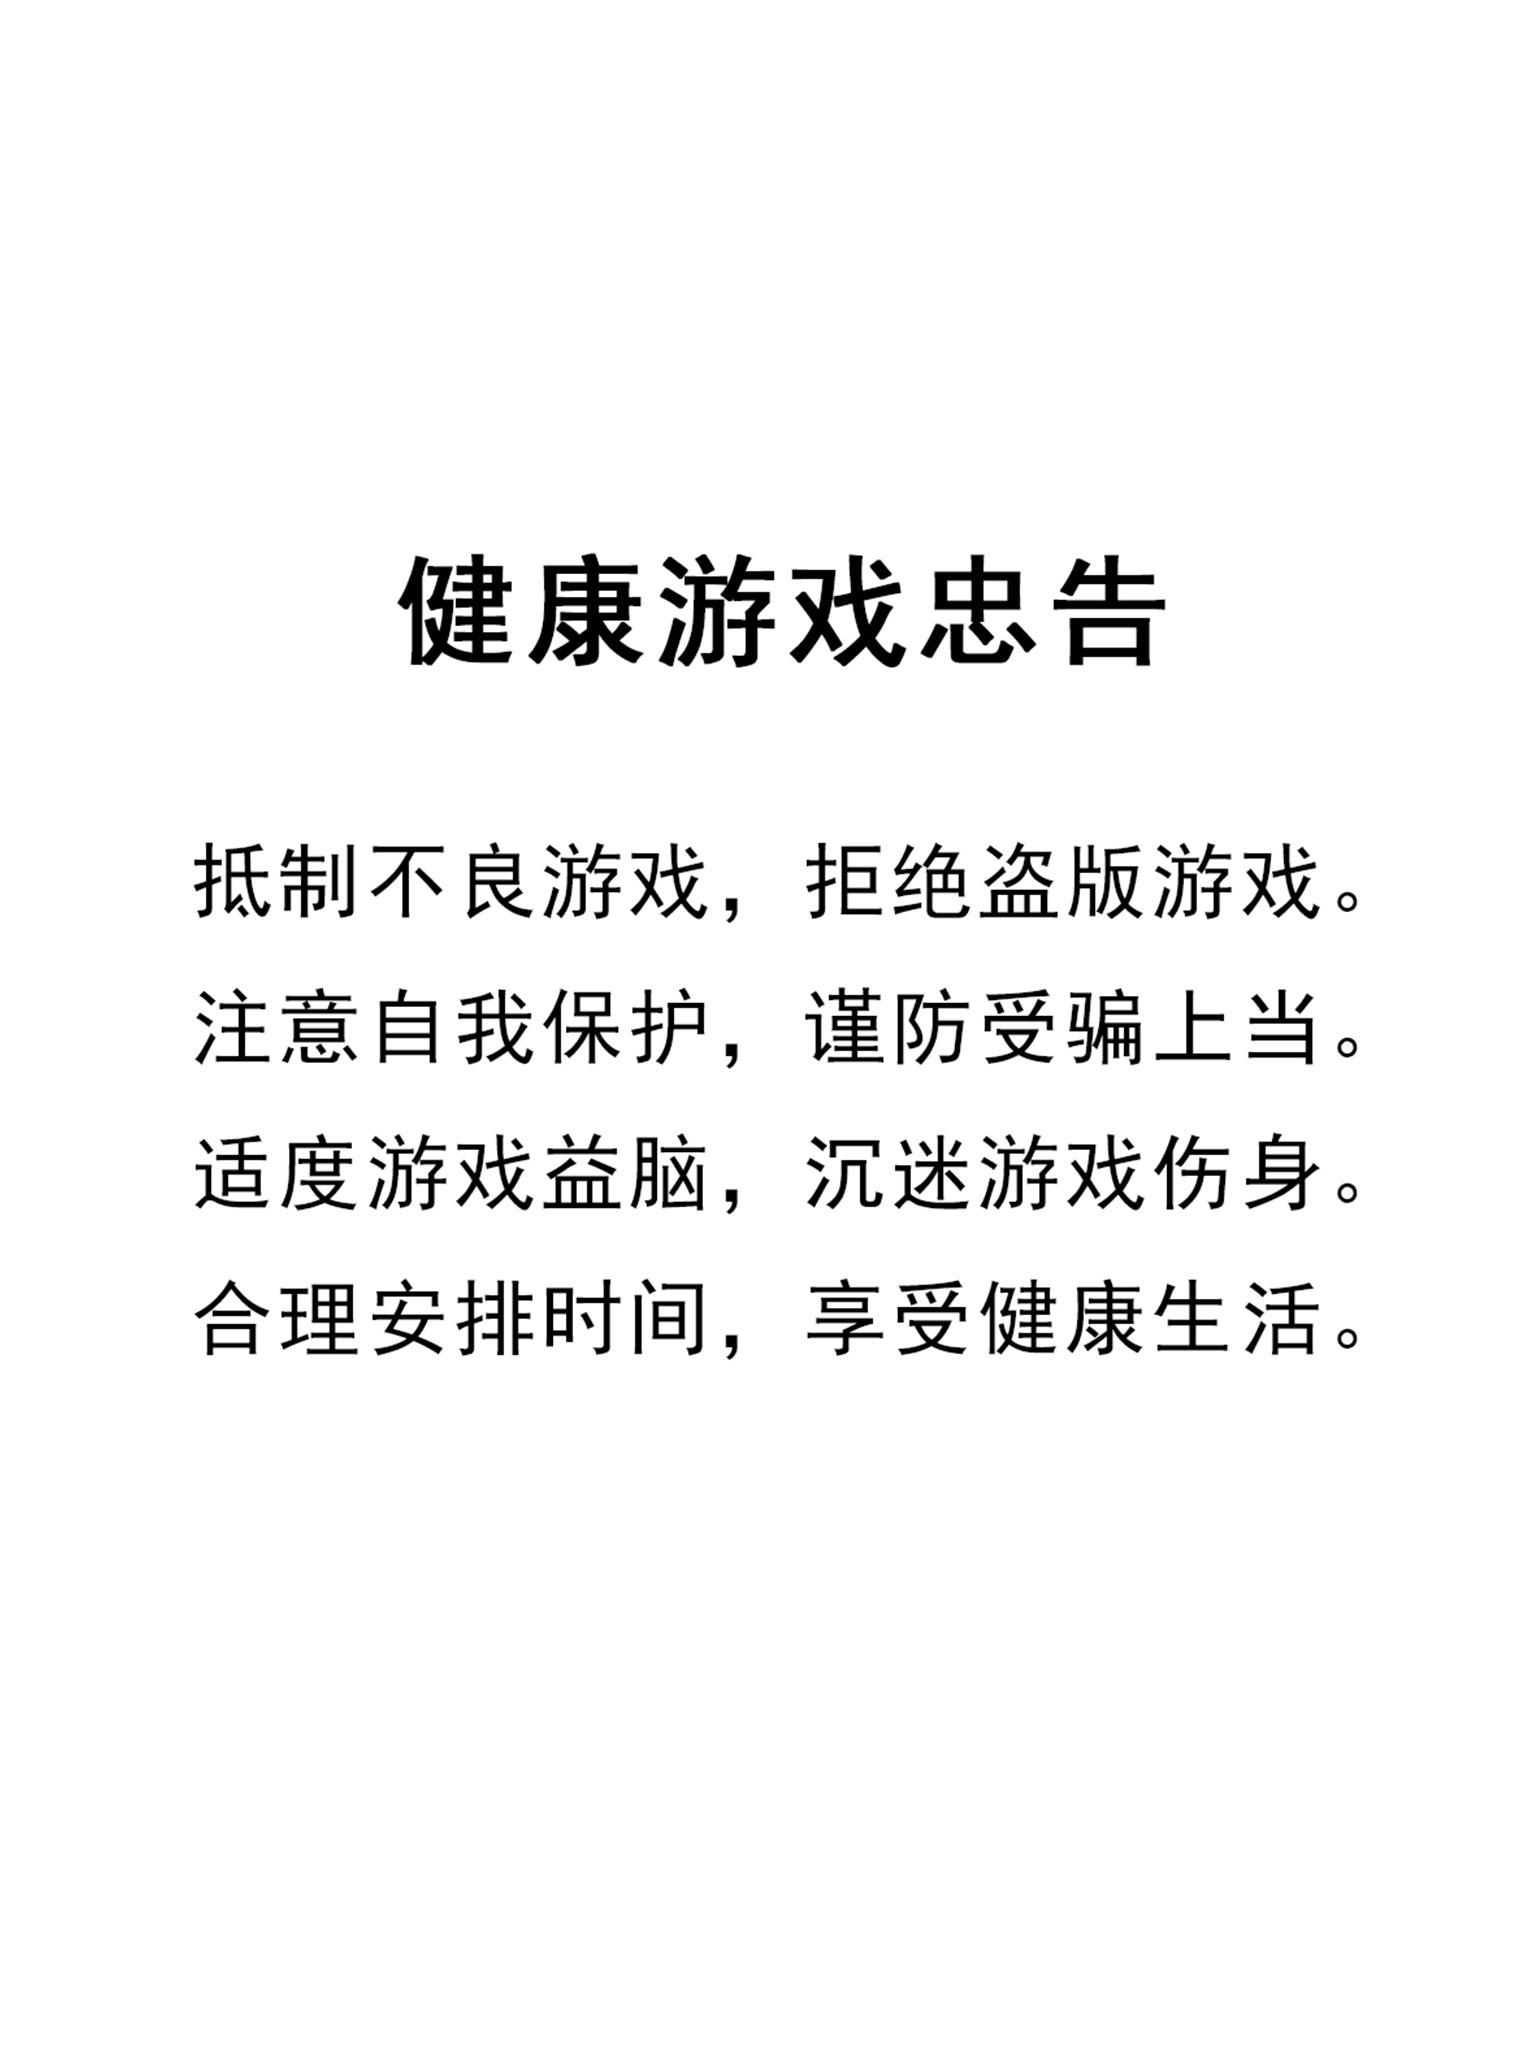 健康游戏忠告
抵制不良游戏，拒绝盗版游戏。
注意自我保护，谨防受骗上当。
适度游戏益脑，沉迷游戏伤身。
合理安排时间，享受健康生活。